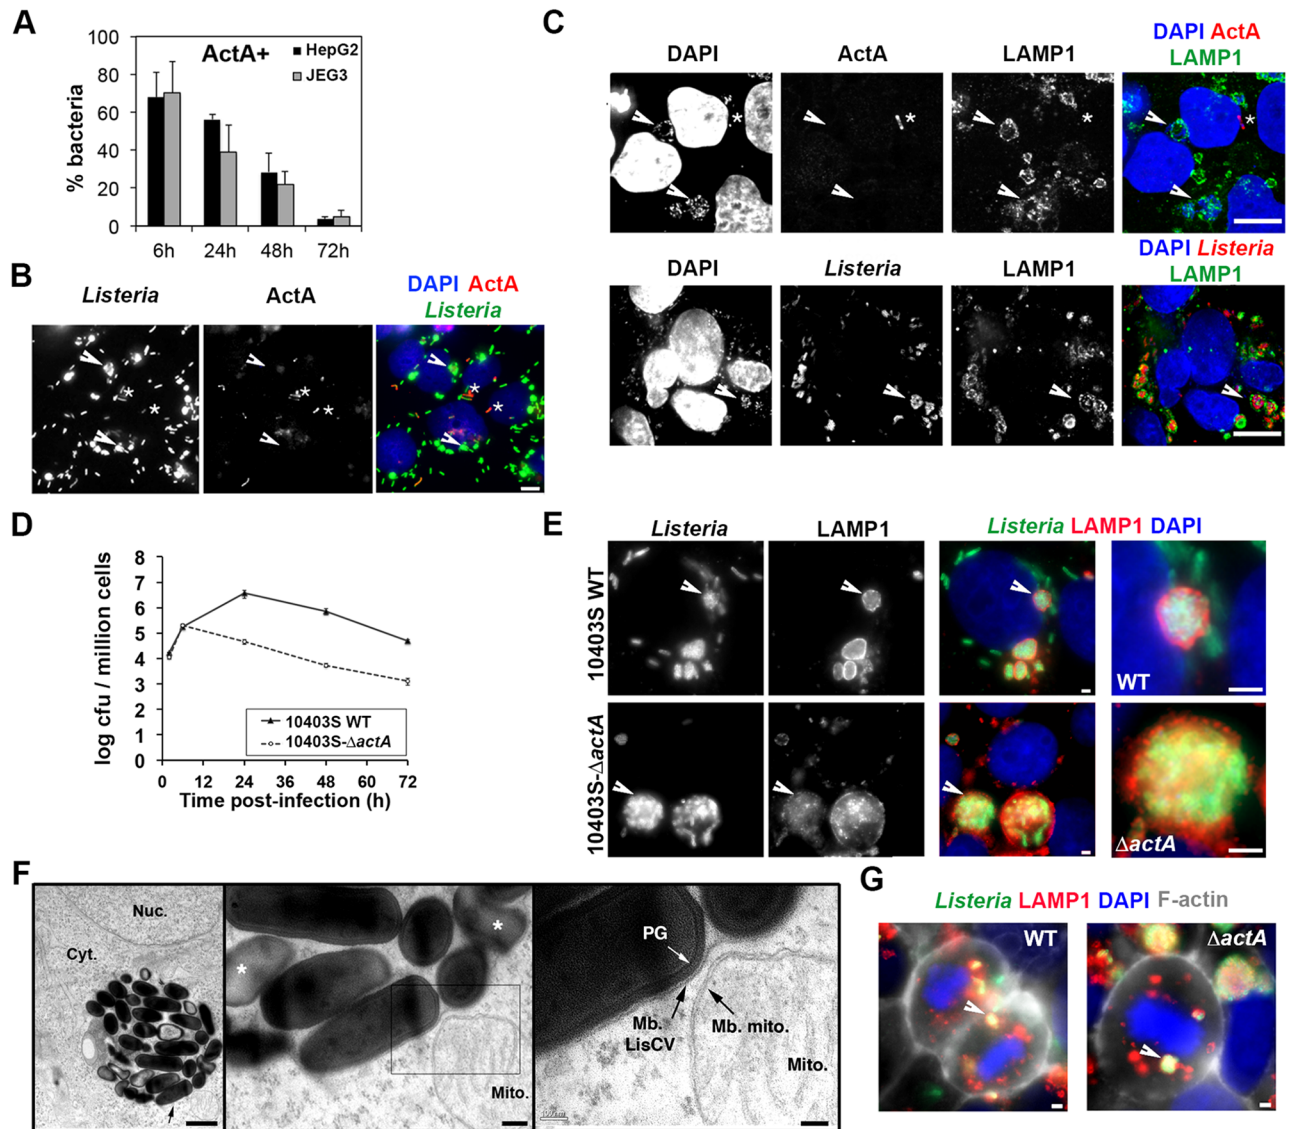 A
ActA+
HepG2
JEG3
% bacteria
100
80
60
40
20
0
6h 24h 48h 72h
B
Listeria
ActA
DAPI ActA
Listeria
*
*
*
*
*
*
C
DAPI
ActA
LAMP1
DAPI ActA
LAMP1
*
*
*
*
DAPI
Listeria
LAMP1
DAPI Listeria
LAMP1
D
log cfu / million cells
8
7
6
5
4
3
2
1
0
0 12 24 36 48 60 72
Time post-infection (h)
10403S WT
10403S-ΔactA
E
Listeria
LAMP1
Listeria LAMP1 DAPI
10403S WT
WT
10403S-ΔactA
ΔactA
F
Nuc.
Cyt.
*
*
Mito.
PG
Mb.
LisCV
Mb. mito.
Mito.
G
Listeria LAMP1 DAPI F-actin
WT
ΔactA